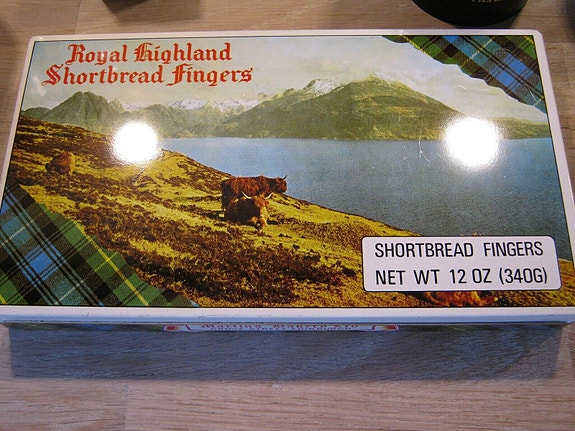 Royal Highland
Shortbread Fingers
SHORTBREAD FINGERS
NET WT 12 OZ (340G)